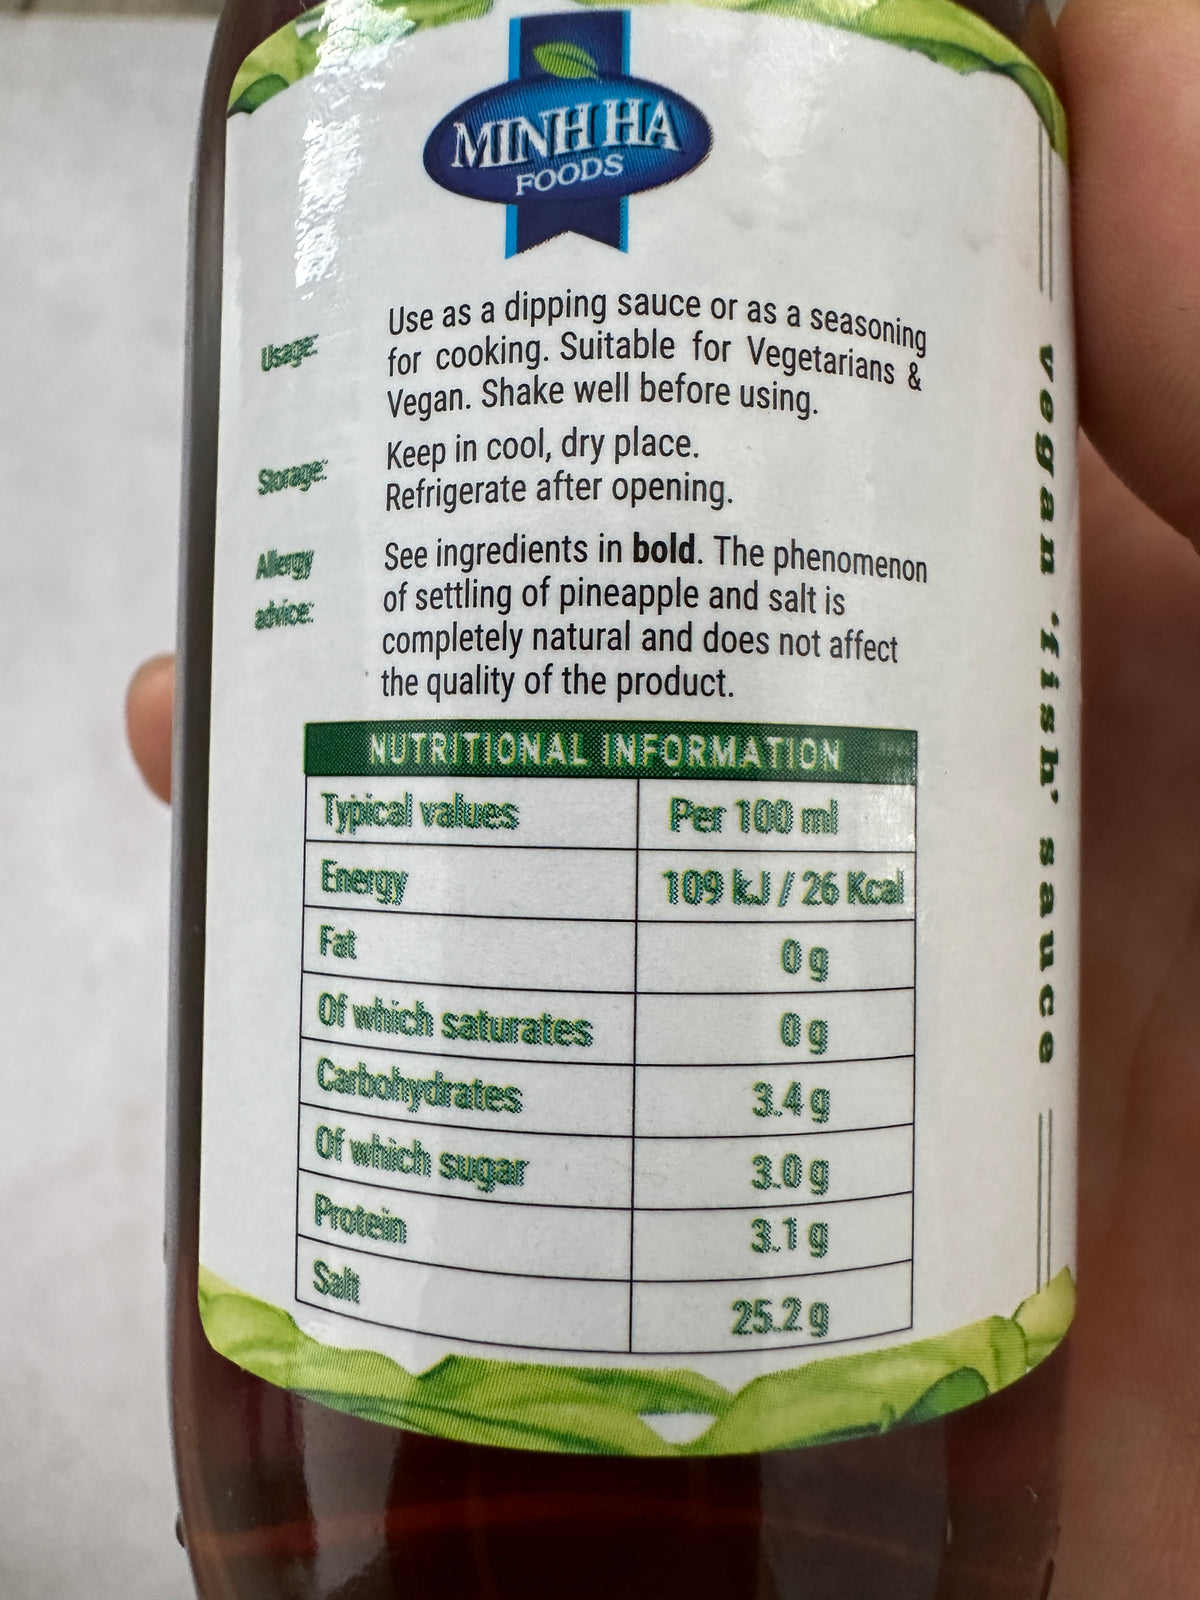 MINH HA
FOODS
Usage:
Use as a dipping sauce or as a seasoning
for cooking. Suitable for Vegetarians &
Vegan. Shake well before using.
Storage:
Keep in cool, dry place.
Refrigerate after opening.
Allergy
advice:
See ingredients in bold. The phenomenon
of settling of pineapple and salt is
completely natural and does not affect
the quality of the product.
NUTRITIONAL INFORMATION
Typical values Per 100 ml
Energy 109 kJ / 26 Kcal
Fat 0 g
Of which saturates 0 g
Carbohydrates 3.4 g
Of which sugar 3.0 g
Protein 3.1 g
Salt 25.2 g
vegan 'fish' sauce